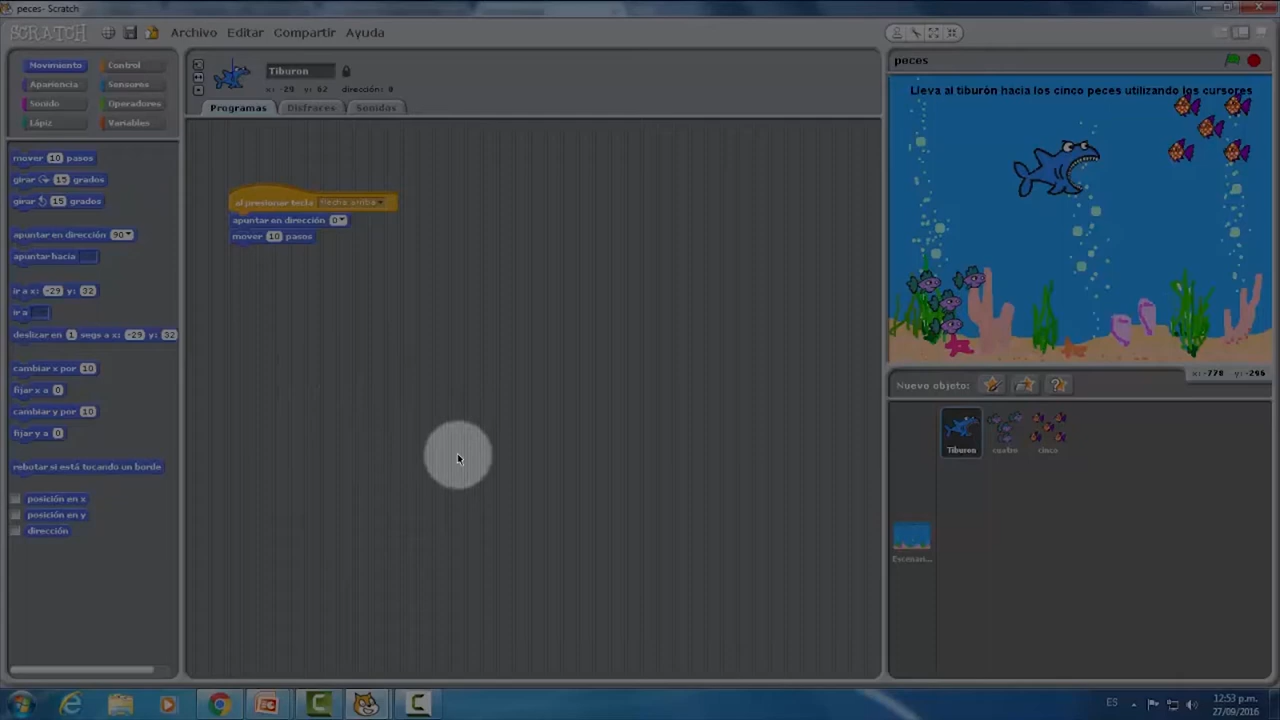 peces- Scratch
SCRATCH
Archivo Editar Compartir Ayuda
Movimiento Control
Apariencia Sensores
Sonido Operadores
Lápiz Variables
mover 10 pasos
girar 15 grados
girar 15 grados
apuntar en dirección 90
apuntar hacia
ir a x: -29 y: 32
ir a
deslizar en 1 segs a x: -29 y: 32
cambiar x por 10
fijar x a 0
cambiar y por 10
fijar y a 0
rebotar si está tocando un borde
posición en x
posición en y
dirección
Tiburon
dirección: 0
Programas Disfraces Sonidos
al presionar tecla flecha arriba
apuntar en dirección 0
mover 10 pasos
peces
Lleva al tiburón hacia los cinco peces utilizando los cursores
x: -778 y: -296
Nuevo objeto:
Tiburon cuatro cinco
Escenari...
ES
12:53 p.m.
27/09/2016